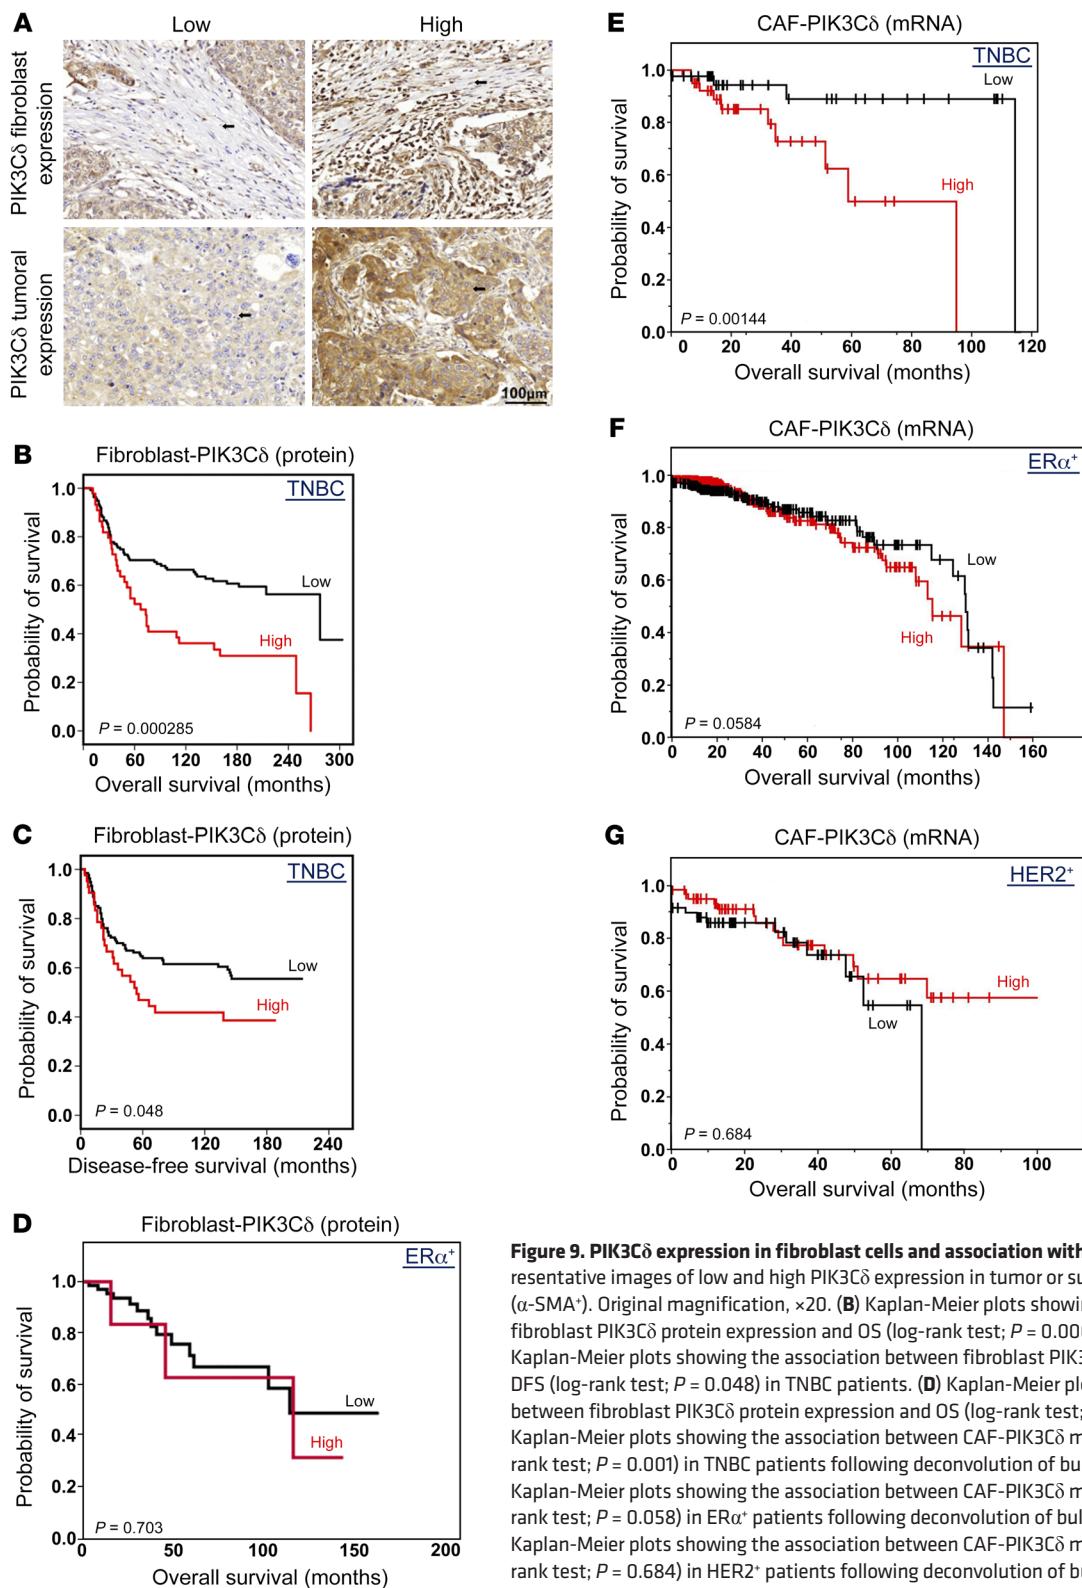 A
Low
High
PIK3Cδ fibroblast
expression
PIK3Cδ tumoral
expression
100μm
B
Fibroblast-PIK3Cδ (protein)
TNBC
Probability of survival
1.0
0.8
0.6
0.4
0.2
0.0
Low
High
P = 0.000285
0 60 120 180 240 300
Overall survival (months)
C
Fibroblast-PIK3Cδ (protein)
TNBC
Probability of survival
1.0
0.8
0.6
0.4
0.2
0.0
Low
High
P = 0.048
0 60 120 180 240
Disease-free survival (months)
D
Fibroblast-PIK3Cδ (protein)
ERα+
Probability of survival
1.0
0.8
0.6
0.4
0.2
0.0
Low
High
P = 0.703
0 50 100 150 200
Overall survival (months)
E
CAF-PIK3Cδ (mRNA)
TNBC
Probability of survival
1.0
0.8
0.6
0.4
0.2
0.0
Low
High
P = 0.00144
0 20 40 60 80 100 120
Overall survival (months)
F
CAF-PIK3Cδ (mRNA)
ERα+
Probability of survival
1.0
0.8
0.6
0.4
0.2
0.0
Low
High
P = 0.0584
0 20 40 60 80 100 120 140 160
Overall survival (months)
G
CAF-PIK3Cδ (mRNA)
HER2+
Probability of survival
1.0
0.8
0.6
0.4
0.2
0.0
High
Low
P = 0.684
0 20 40 60 80 100
Overall survival (months)
Figure 9. PIK3Cδ expression in fibroblast cells and association with
resentative images of low and high PIK3Cδ expression in tumor or su
(α-SMA+). Original magnification, ×20. (B) Kaplan-Meier plots showin
fibroblast PIK3Cδ protein expression and OS (log-rank test; P = 0.00
Kaplan-Meier plots showing the association between fibroblast PIK3
DFS (log-rank test; P = 0.048) in TNBC patients. (D) Kaplan-Meier plo
between fibroblast PIK3Cδ protein expression and OS (log-rank test;
Kaplan-Meier plots showing the association between CAF-PIK3Cδ m
rank test; P = 0.001) in TNBC patients following deconvolution of bu
Kaplan-Meier plots showing the association between CAF-PIK3Cδ m
rank test; P = 0.058) in ERα+ patients following deconvolution of bul
Kaplan-Meier plots showing the association between CAF-PIK3Cδ m
rank test; P = 0.684) in HER2+ patients following deconvolution of b